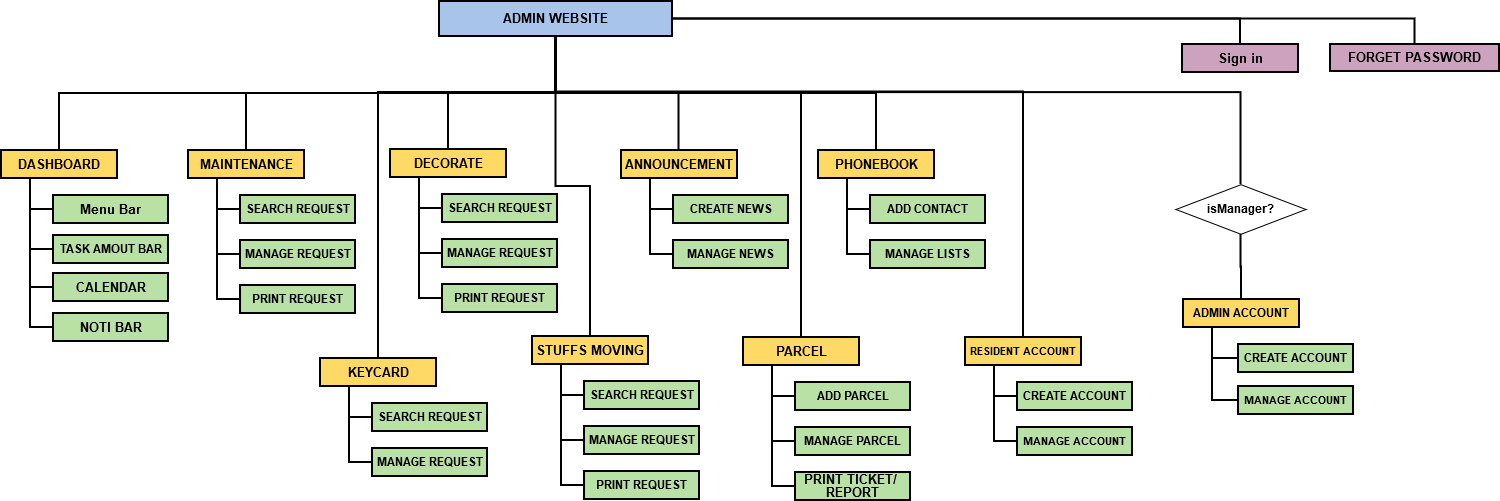 ADMIN WEBSITE
Sign in
FORGET PASSWORD
DASHBOARD
Menu Bar
TASK AMOUT BAR
CALENDAR
NOTI BAR
MAINTENANCE
SEARCH REQUEST
MANAGE REQUEST
PRINT REQUEST
DECORATE
SEARCH REQUEST
MANAGE REQUEST
PRINT REQUEST
ANNOUNCEMENT
CREATE NEWS
MANAGE NEWS
PHONEBOOK
ADD CONTACT
MANAGE LISTS
isManager?
ADMIN ACCOUNT
CREATE ACCOUNT
MANAGE ACCOUNT
KEYCARD
SEARCH REQUEST
MANAGE REQUEST
STUFFS MOVING
SEARCH REQUEST
MANAGE REQUEST
PRINT REQUEST
PARCEL
ADD PARCEL
MANAGE PARCEL
PRINT TICKET/
REPORT
RESIDENT ACCOUNT
CREATE ACCOUNT
MANAGE ACCOUNT